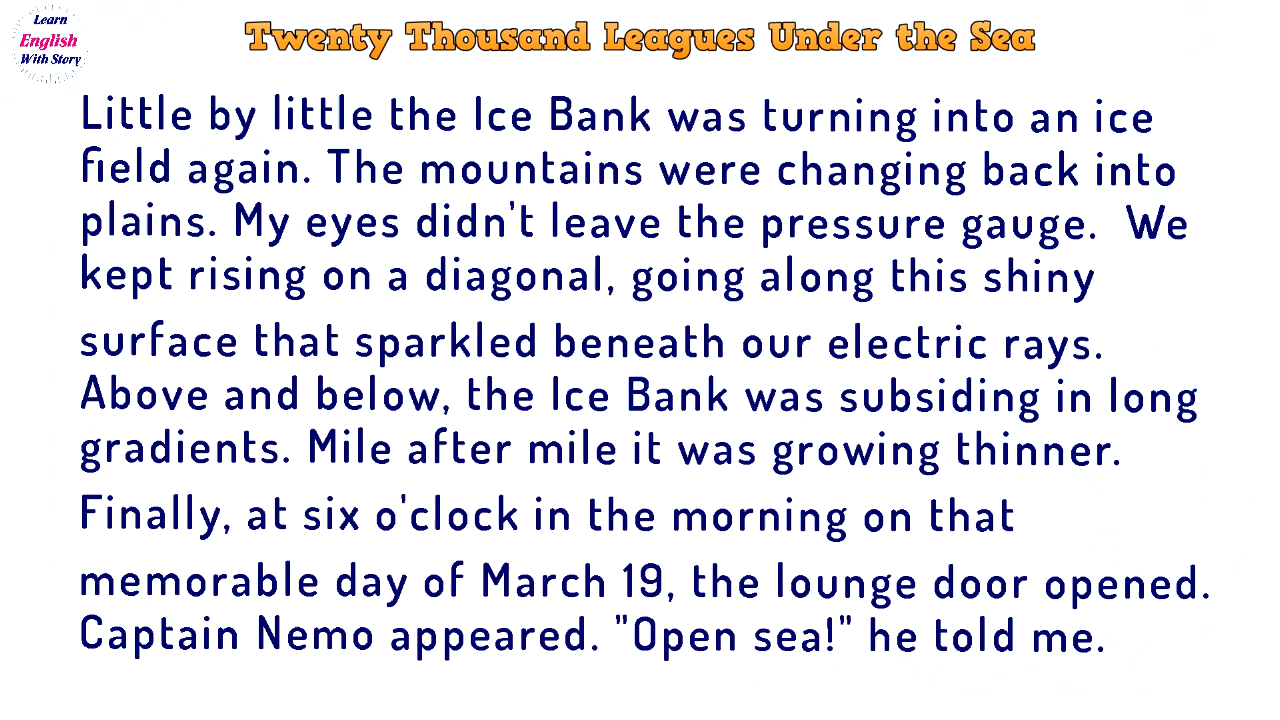 Learn
English
With Story
Twenty Thousand Leagues Under the Sea
Little by little the Ice Bank was turning into an ice
field again. The mountains were changing back into
plains. My eyes didn't leave the pressure gauge.  We
kept rising on a diagonal, going along this shiny
surface that sparkled beneath our electric rays.
Above and below, the Ice Bank was subsiding in long
gradients. Mile after mile it was growing thinner.
Finally, at six o'clock in the morning on that
memorable day of March 19, the lounge door opened.
Captain Nemo appeared. "Open sea!" he told me.